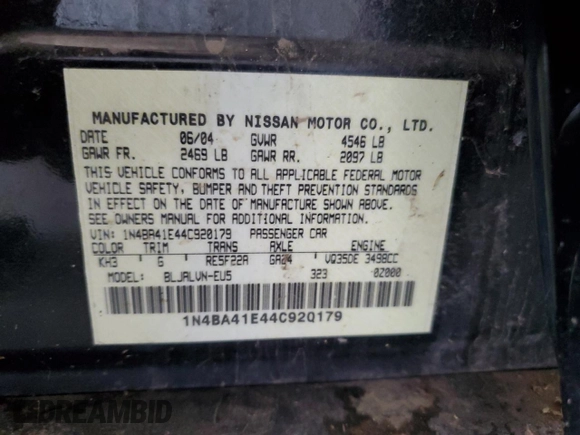 MANUFACTURED BY NISSAN MOTOR CO., LTD.
DATE 06/04 GVWR 4546 LB
GAWR FR. 2469 LB GAWR RR. 2097 LB
THIS VEHICLE CONFORMS TO ALL APPLICABLE FEDERAL MOTOR
VEHICLE SAFETY, BUMPER AND THEFT PREVENTION STANDARDS
IN EFFECT ON THE DATE OF MANUFACTURE SHOWN ABOVE.
SEE OWNERS MANUAL FOR ADDITIONAL INFORMATION.
VIN: 1N4BA41E44C920179 PASSENGER CAR
COLOR TRIM TRANS AXLE ENGINE
KH3 G RE5F22A GA24 VQ35DE 3498CC
MODEL: BLJALVN-EU5 323 0Z000
1N4BA41E44C920179
DREAMBID